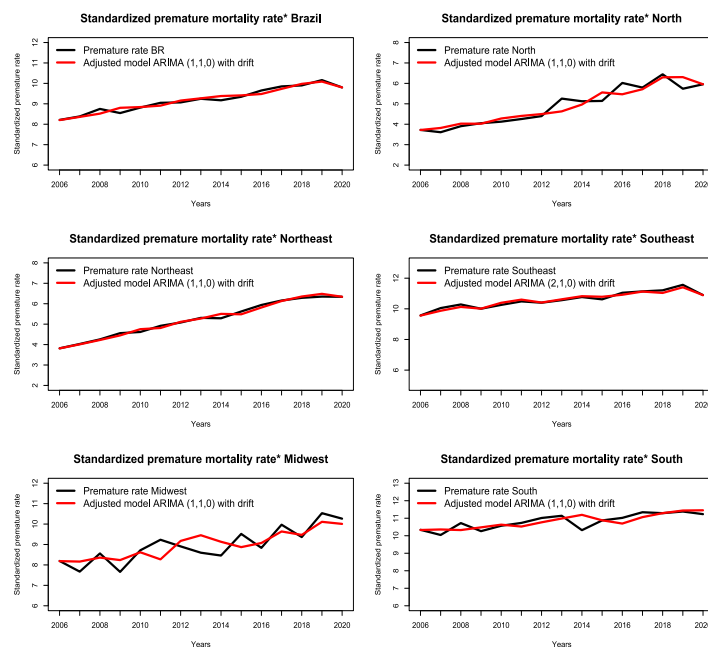 Standardized premature mortality rate* Brazil
Standardized premature rate
12
11
10
9
8
7
6
Premature rate BR
Adjusted model ARIMA (1,1,0) with drift
2006 2008 2010 2012 2014 2016 2018 2020
Years
Standardized premature mortality rate* North
Standardized premature rate
8
7
6
5
4
3
2
Premature rate North
Adjusted model ARIMA (1,1,0) with drift
2006 2008 2010 2012 2014 2016 2018 2020
Years
Standardized premature mortality rate* Northeast
Standardized premature rate
8
7
6
5
4
3
2
Premature rate Northeast
Adjusted model ARIMA (1,1,0) with drift
2006 2008 2010 2012 2014 2016 2018 2020
Years
Standardized premature mortality rate* Southeast
Standardized premature rate
12
10
8
6
Premature rate Southeast
Adjusted model ARIMA (2,1,0) with drift
2006 2008 2010 2012 2014 2016 2018 2020
Years
Standardized premature mortality rate* Midwest
Standardized premature rate
12
11
10
9
8
7
6
Premature rate Midwest
Adjusted model ARIMA (1,1,0) with drift
2006 2008 2010 2012 2014 2016 2018 2020
Years
Standardized premature mortality rate* South
Standardized premature rate
13
12
11
10
9
8
7
6
Premature rate South
Adjusted model ARIMA (1,1,0) with drift
2006 2008 2010 2012 2014 2016 2018 2020
Years